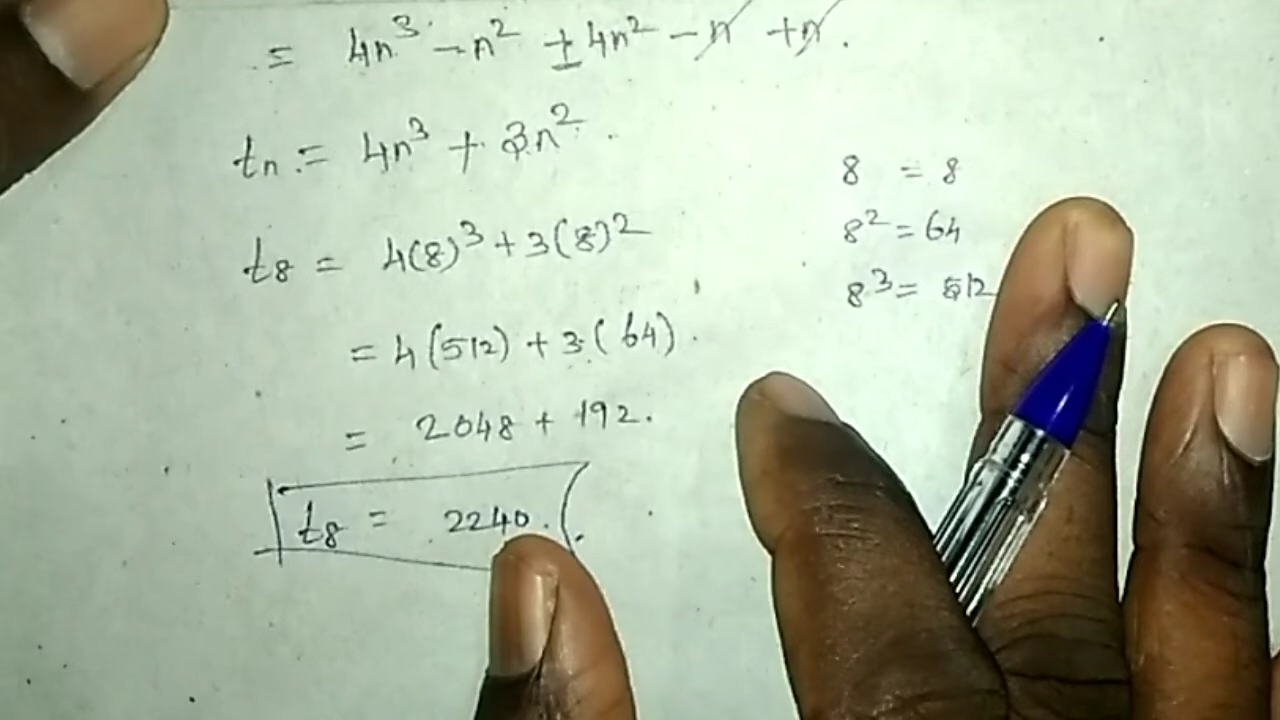 = 4n³ - n² ± 4n² - n + n.
tn = 4n³ + 3n².
t8 = 4(8)³ + 3(8)²
= 4(512) + 3(64).
= 2048 + 192.
t8 = 2240.
8 = 8
8² = 64
8³ = 512